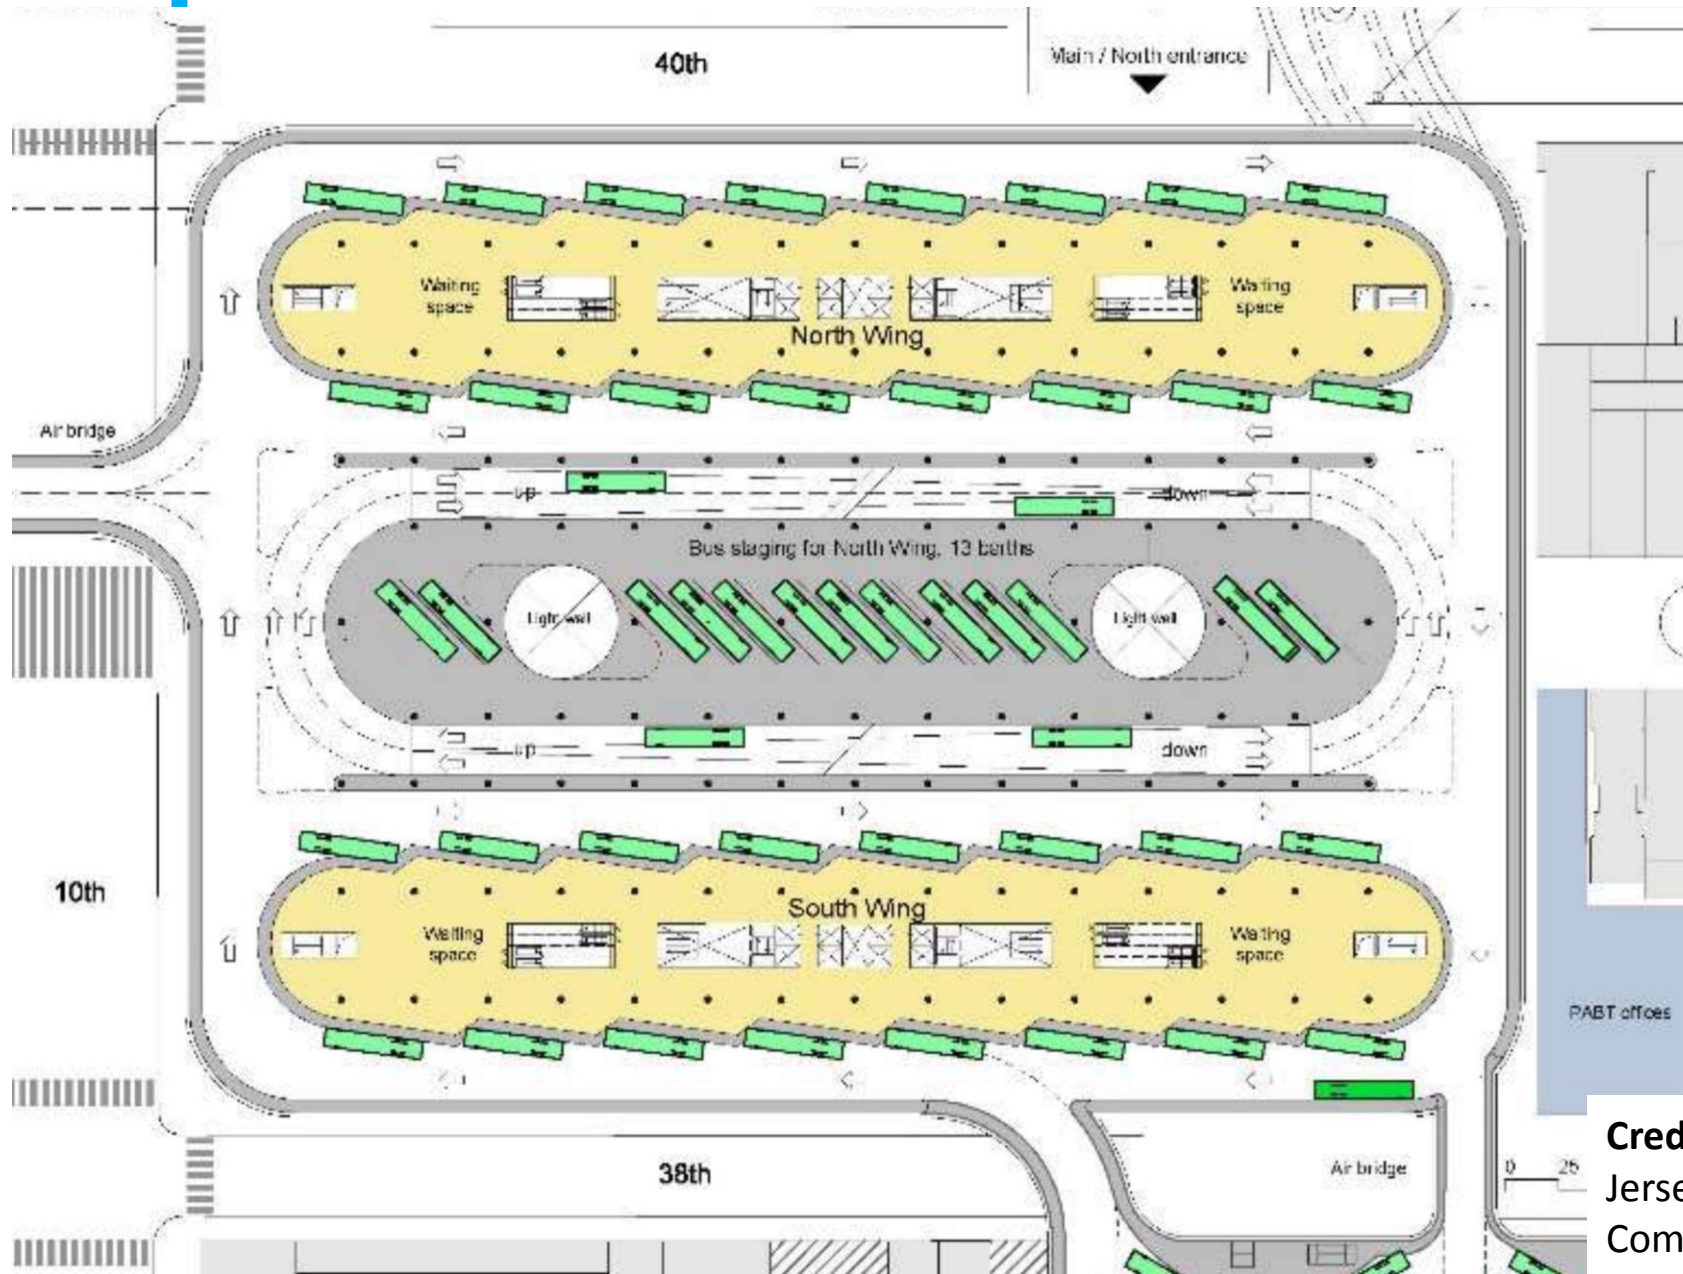 40th
Main / North entrance
Waiting
space
Waiting
space
North Wing
Air bridge
up
down
Bus staging for North Wing, 13 berths
Light well
Light well
up
down
10th
South Wing
Waiting
space
Waiting
space
PABT offices
38th
Air bridge
0 25
Cred
Jerse
Com